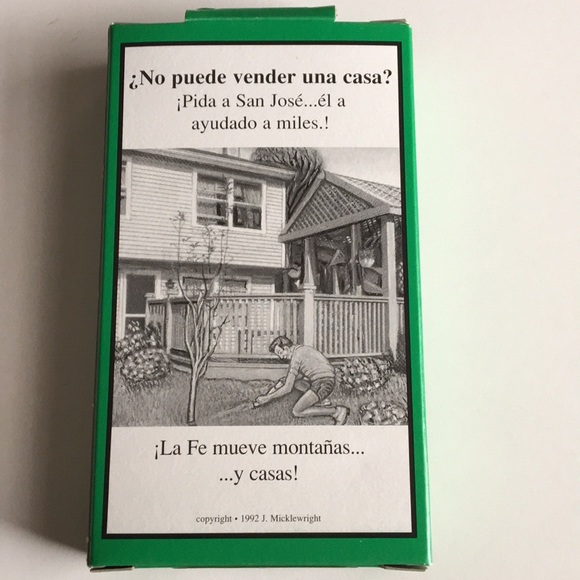 ¿No puede vender una casa?
¡Pida a San José...él a
ayudado a miles.!
¡La Fe mueve montañas...
...y casas!
copyright • 1992 J. Micklewright